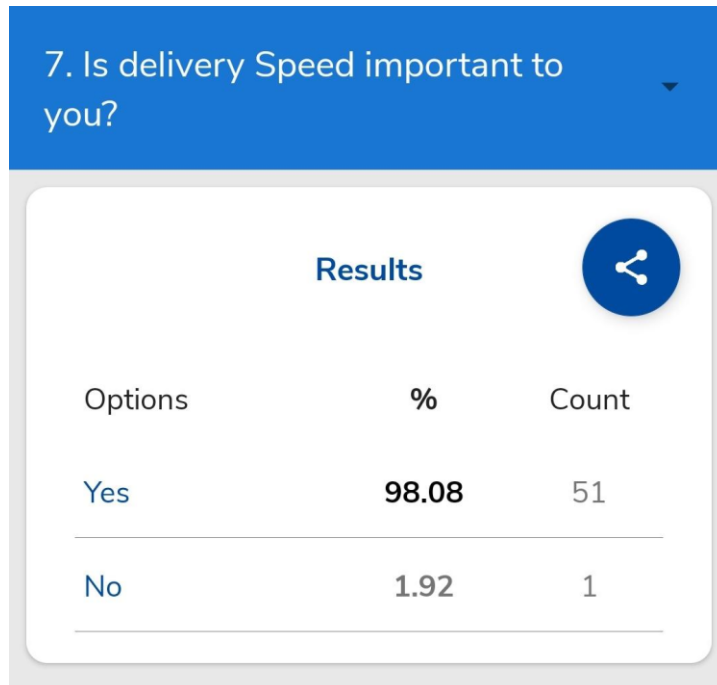 7. Is delivery Speed important to
you?
Results
Options % Count
Yes 98.08 51
No 1.92 1